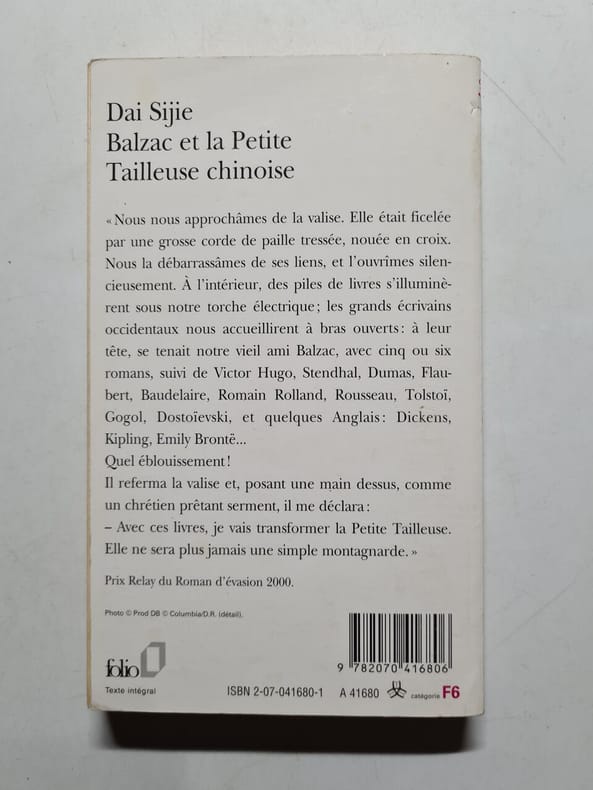 Dai Sijie
Balzac et la Petite
Tailleuse chinoise
« Nous nous approchâmes de la valise. Elle était ficelée
par une grosse corde de paille tressée, nouée en croix.
Nous la débarrassâmes de ses liens, et l'ouvrîmes silen-
cieusement. À l'intérieur, des piles de livres s'illuminè-
rent sous notre torche électrique ; les grands écrivains
occidentaux nous accueillirent à bras ouverts : à leur
tête, se tenait notre vieil ami Balzac, avec cinq ou six
romans, suivi de Victor Hugo, Stendhal, Dumas, Flau-
bert, Baudelaire, Romain Rolland, Rousseau, Tolstoï,
Gogol, Dostoïevski, et quelques Anglais : Dickens,
Kipling, Emily Brontë...
Quel éblouissement !
Il referma la valise et, posant une main dessus, comme
un chrétien prêtant serment, il me déclara :
– Avec ces livres, je vais transformer la Petite Tailleuse.
Elle ne sera plus jamais une simple montagnarde. »
Prix Relay du Roman d'évasion 2000.
Photo © Prod DB © Columbia/D.R. (détail).
folio
Texte intégral
9 782070 416806
ISBN 2-07-041680-1 A 41680 catégorie F6